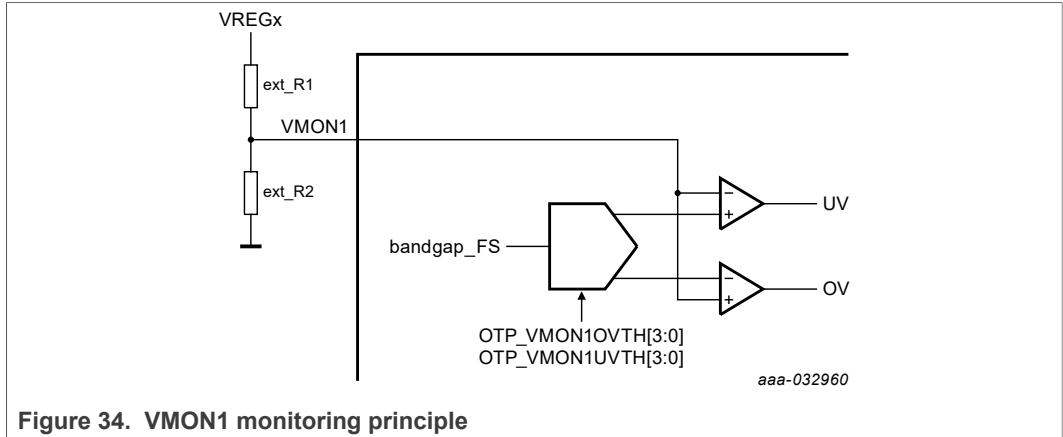 VREGx
ext_R1
VMON1
ext_R2
bandgap_FS
−
+
UV
−
+
OV
OTP_VMON1OVTH[3:0]
OTP_VMON1UVTH[3:0]
aaa-032960
Figure 34. VMON1 monitoring principle